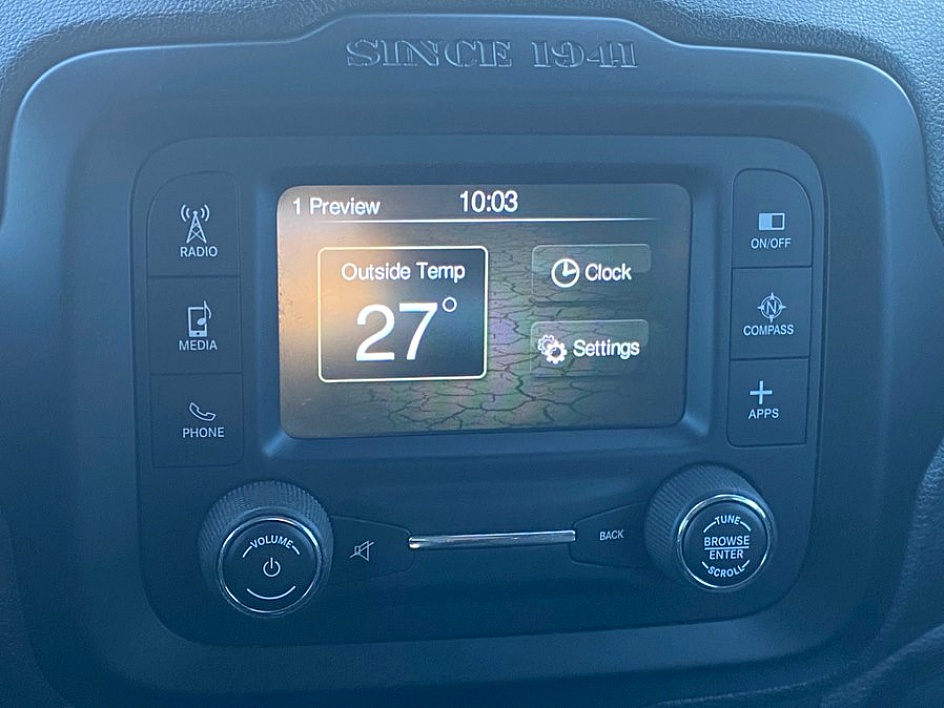 SINCE 1941
1 Preview 10:03
Outside Temp
27°
Clock
Settings
RADIO
MEDIA
PHONE
ON/OFF
N
COMPASS
APPS
VOLUME
BACK
TUNE
BROWSE
ENTER
SCROLL